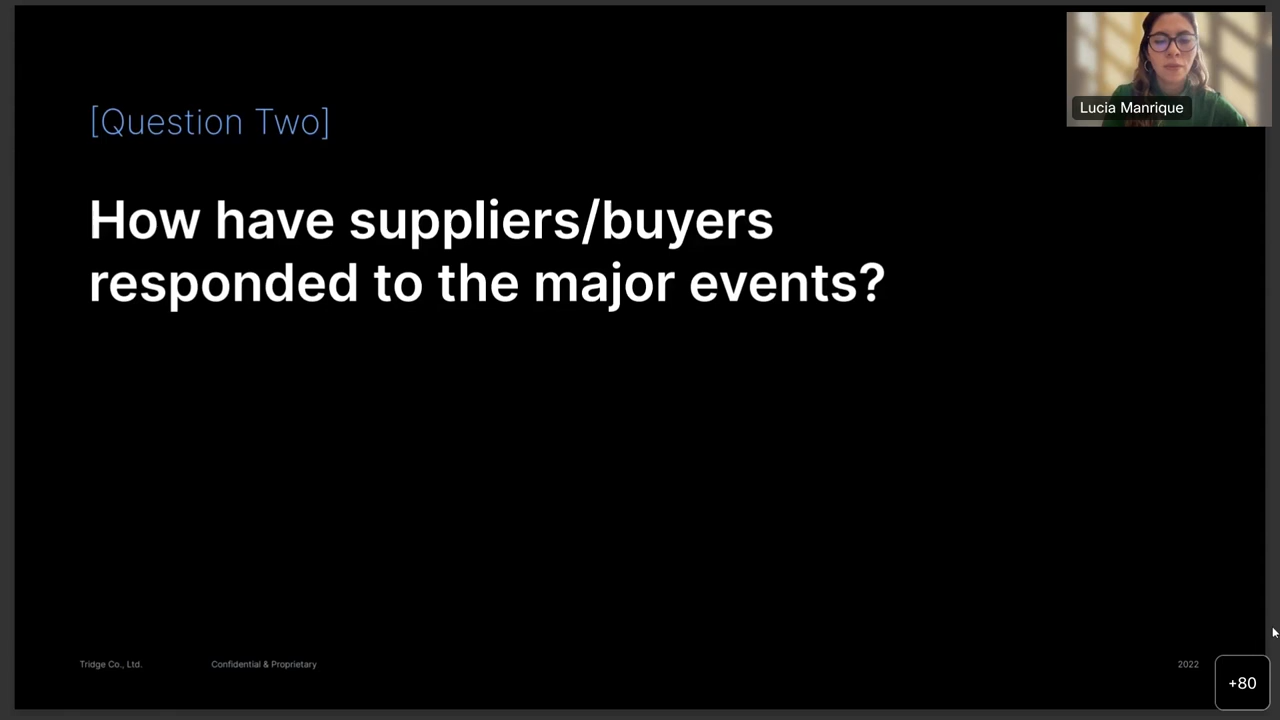 [Question Two]
How have suppliers/buyers
responded to the major events?
Lucia Manrique
Tridge Co., Ltd.
Confidential & Proprietary
2022
+80